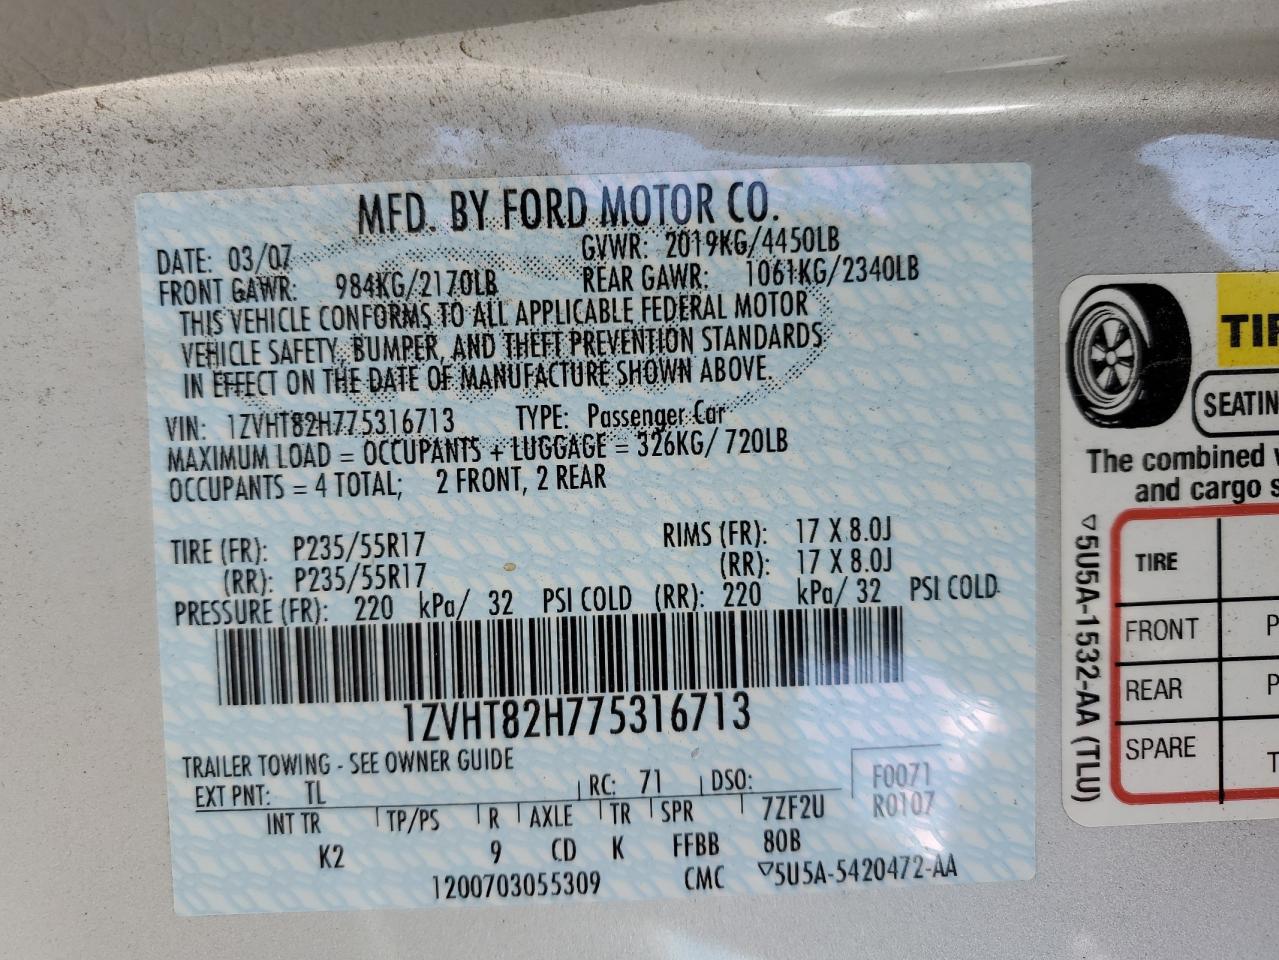 MFD. BY FORD MOTOR CO.
DATE: 03/07 GVWR: 2019KG/4450LB
FRONT GAWR: 984KG/2170LB REAR GAWR: 1061KG/2340LB
THIS VEHICLE CONFORMS TO ALL APPLICABLE FEDERAL MOTOR
VEHICLE SAFETY, BUMPER, AND THEFT PREVENTION STANDARDS
IN EFFECT ON THE DATE OF MANUFACTURE SHOWN ABOVE.
VIN: 1ZVHT82H775316713 TYPE: Passenger Car
MAXIMUM LOAD = OCCUPANTS + LUGGAGE = 326KG/ 720LB
OCCUPANTS = 4 TOTAL; 2 FRONT, 2 REAR
TIRE (FR): P235/55R17 RIMS (FR): 17 X 8.0J
(RR): P235/55R17 (RR): 17 X 8.0J
PRESSURE (FR): 220 kPa/ 32 PSI COLD (RR): 220 kPa/ 32 PSI COLD
1ZVHT82H775316713
TRAILER TOWING - SEE OWNER GUIDE
EXT PNT: TL RC: 71 DSO: F0071
INT TR TP/PS R AXLE TR SPR 7ZF2U R0107
K2 9 CD K FFBB 80B
1200703055309 CMC ▽5U5A-5420472-AA
TI
SEATIN
The combined
and cargo s
TIRE
FRONT P
REAR P
SPARE T
▽5U5A-1532-AA (TLU)